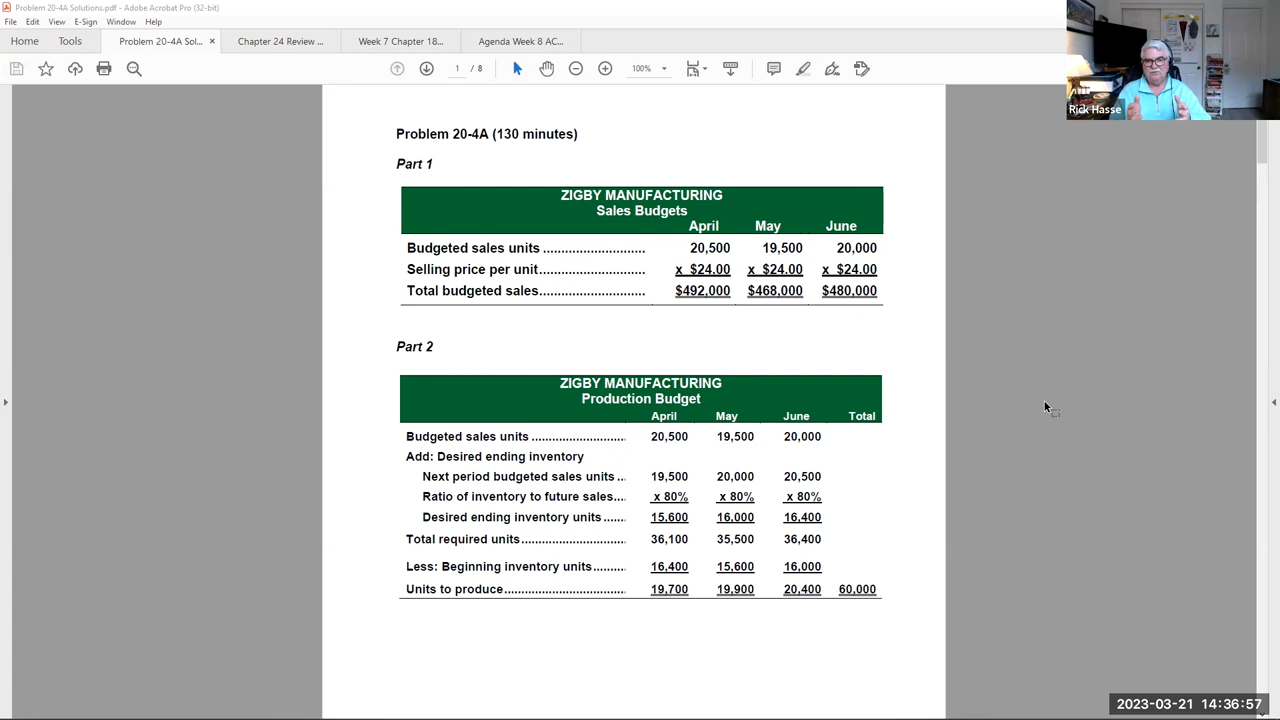 Problem 20-4A Solutions.pdf - Adobe Acrobat Pro (32-bit)
File Edit View E-Sign Window Help
Home Tools Problem 20-4A Sol... × Chapter 24 Review ... Week 7 Chapter 18... Agenda Week 8 AC...
1 / 8 100%
Rick Hasse
Problem 20-4A (130 minutes)
Part 1
ZIGBY MANUFACTURING
Sales Budgets
April May June
Budgeted sales units ............................ 20,500 19,500 20,000
Selling price per unit............................. x $24.00 x $24.00 x $24.00
Total budgeted sales............................. $492,000 $468,000 $480,000
Part 2
ZIGBY MANUFACTURING
Production Budget
April May June Total
Budgeted sales units ......................... 20,500 19,500 20,000
Add: Desired ending inventory
Next period budgeted sales units ... 19,500 20,000 20,500
Ratio of inventory to future sales.... x 80% x 80% x 80%
Desired ending inventory units ...... 15,600 16,000 16,400
Total required units............................ 36,100 35,500 36,400
Less: Beginning inventory units......... 16,400 15,600 16,000
Units to produce................................. 19,700 19,900 20,400 60,000
2023-03-21 14:36:57